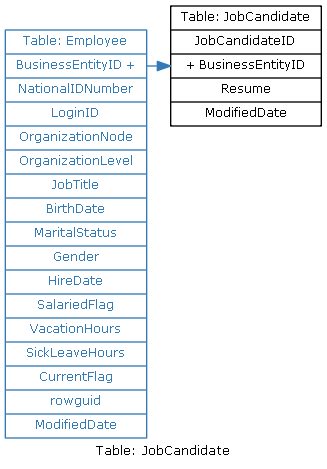 Table: Employee
BusinessEntityID +
NationalIDNumber
LoginID
OrganizationNode
OrganizationLevel
JobTitle
BirthDate
MaritalStatus
Gender
HireDate
SalariedFlag
VacationHours
SickLeaveHours
CurrentFlag
rowguid
ModifiedDate
Table: JobCandidate
JobCandidateID
+ BusinessEntityID
Resume
ModifiedDate
Table: JobCandidate